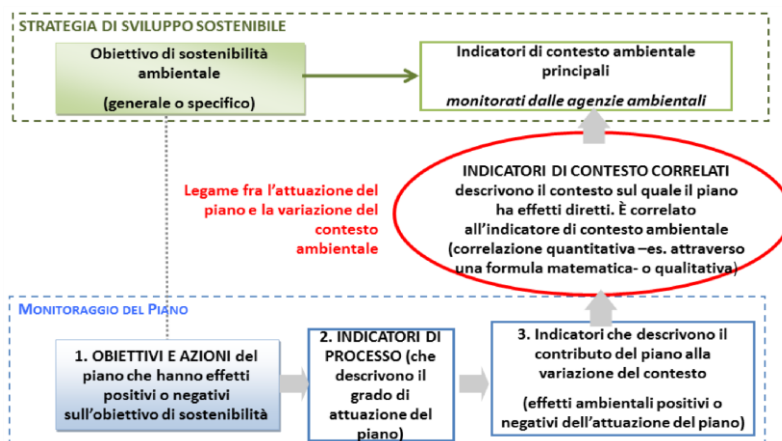 STRATEGIA DI SVILUPPO SOSTENIBILE
Obiettivo di sostenibilità
ambientale
(generale o specifico)
Indicatori di contesto ambientale
principali
monitorati dalle agenzie ambientali
Legame fra l'attuazione del
piano e la variazione del
contesto
ambientale
INDICATORI DI CONTESTO CORRELATI
descrivono il contesto sul quale il piano
ha effetti diretti. È correlato
all'indicatore di contesto ambientale
(correlazione quantitativa –es. attraverso
una formula matematica- o qualitativa)
MONITORAGGIO DEL PIANO
1. OBIETTIVI E AZIONI del
piano che hanno effetti
positivi o negativi
sull'obiettivo di sostenibilità
2. INDICATORI DI
PROCESSO (che
descrivono il
grado di
attuazione del
piano)
3. Indicatori che descrivono il
contributo del piano alla
variazione del contesto
(effetti ambientali positivi o
negativi dell'attuazione del piano)